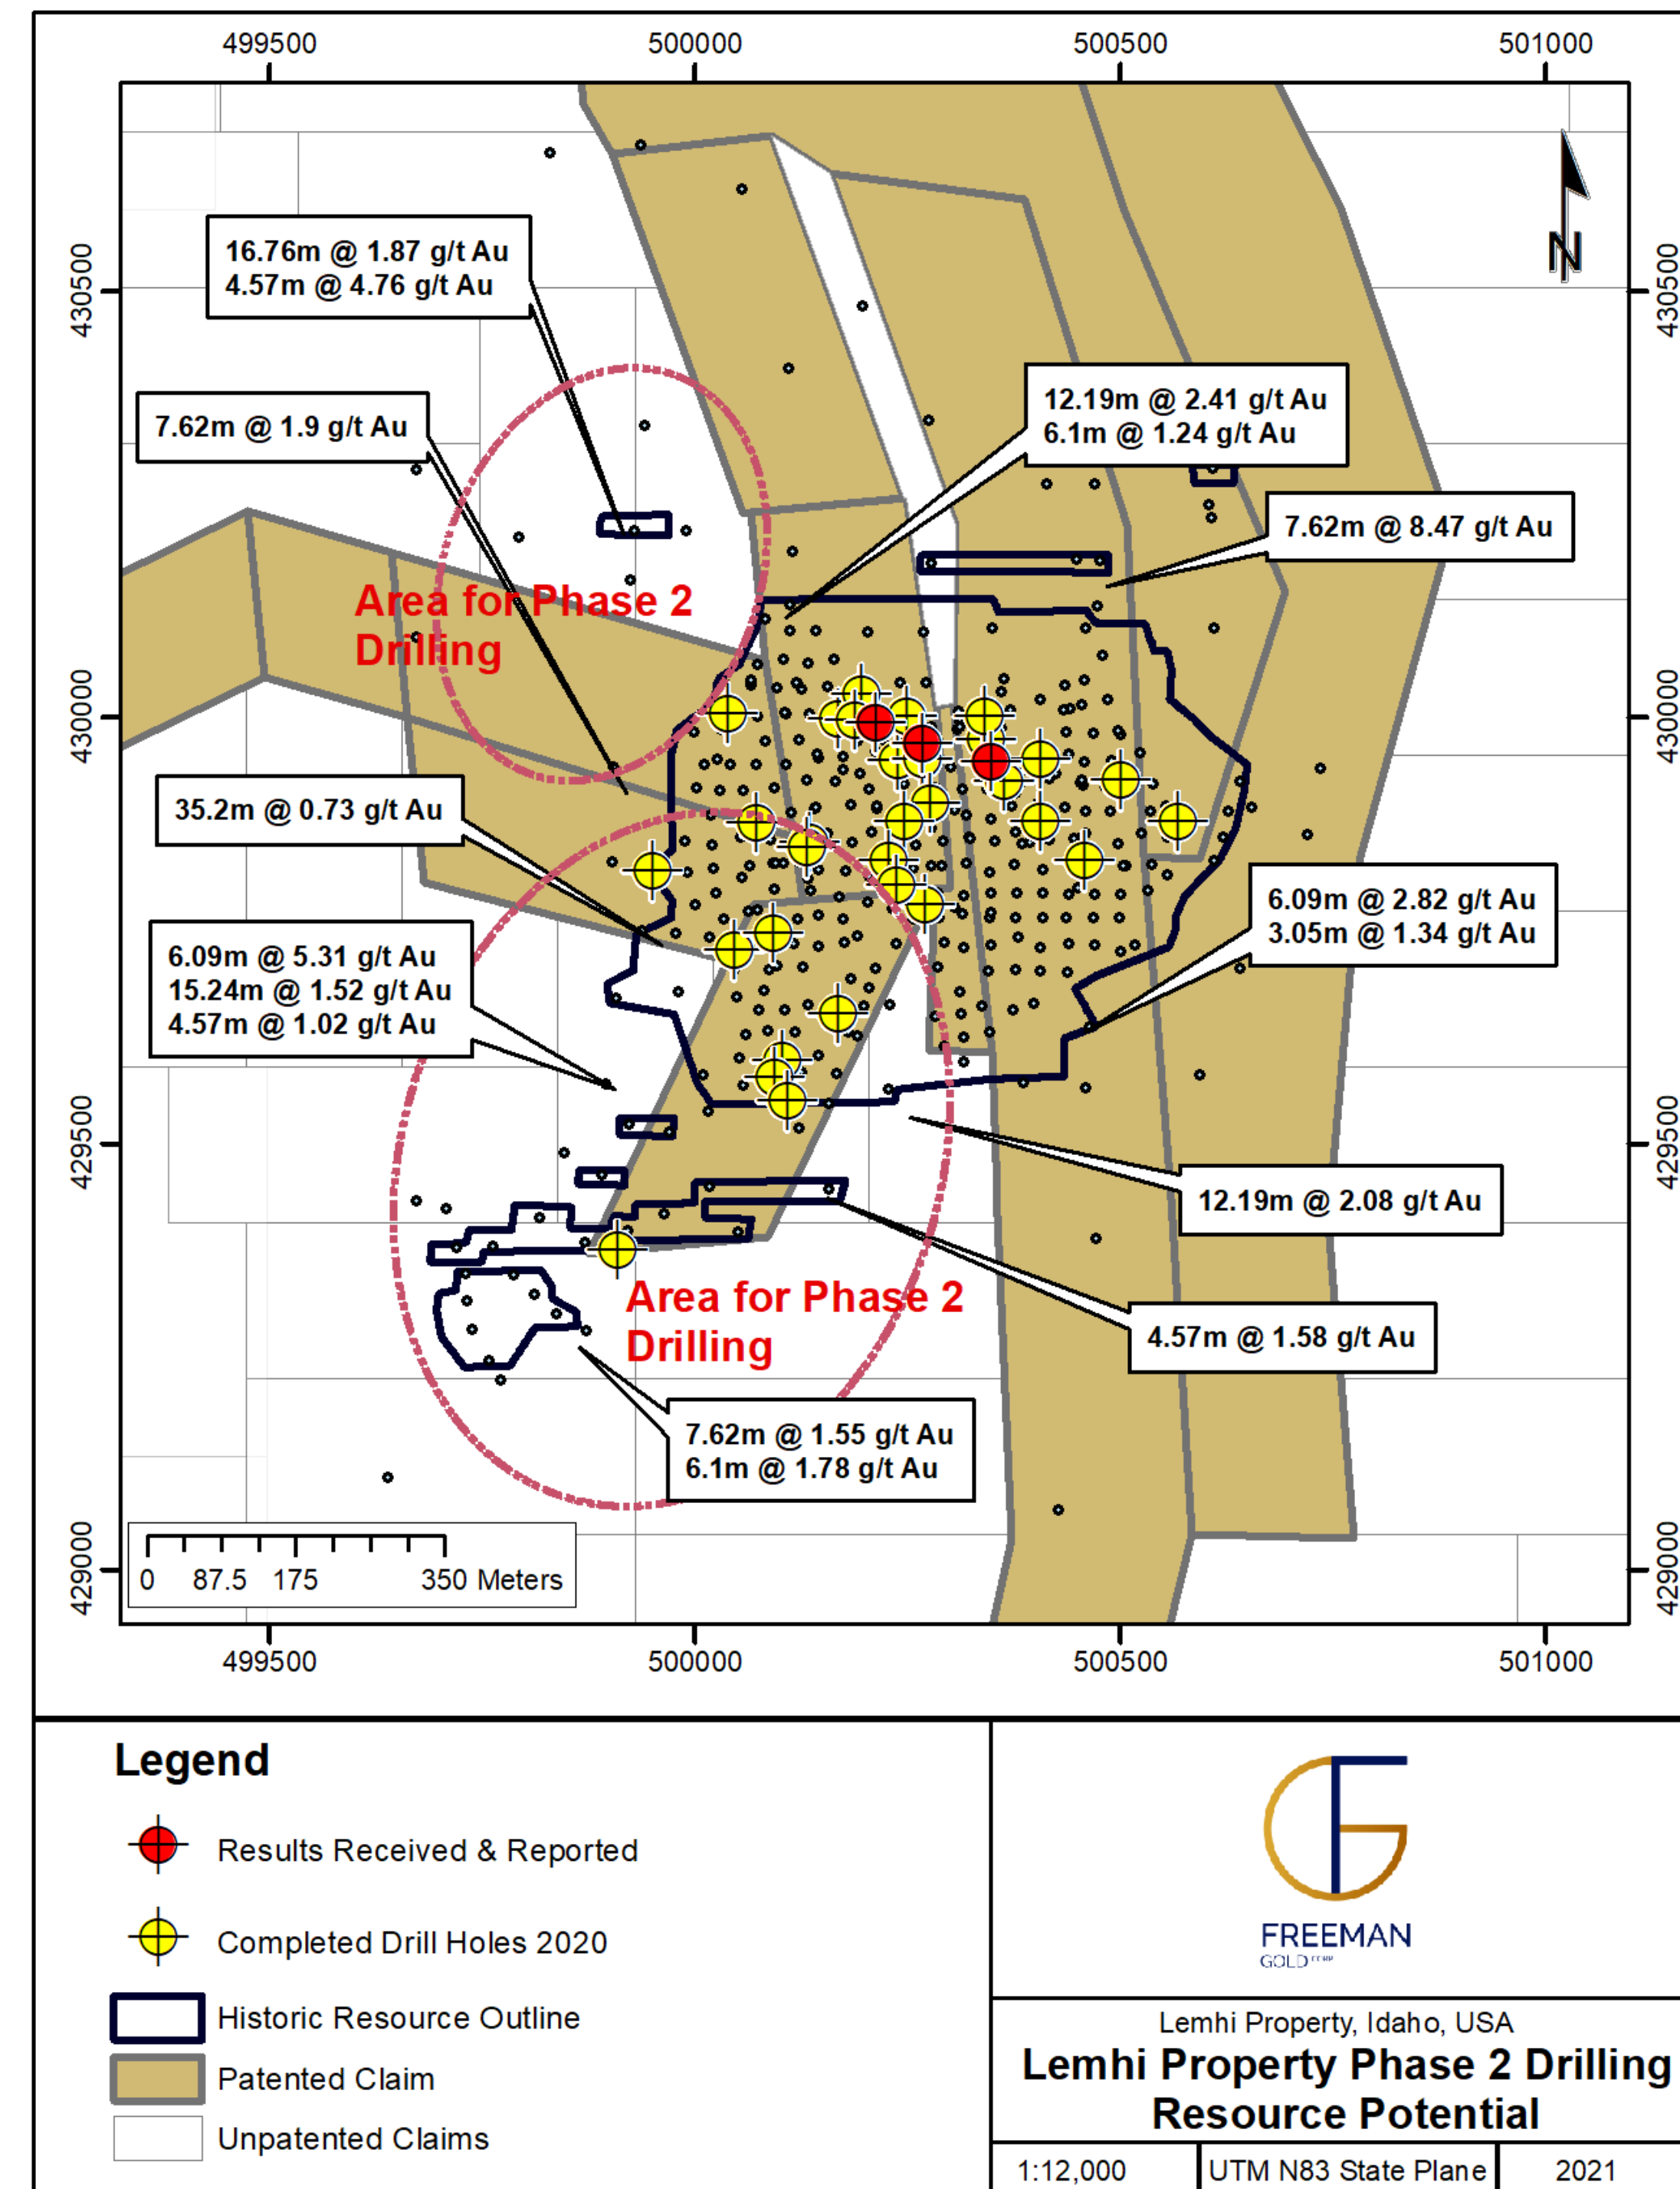 499500 500000 500500 501000
430500 430500
430000 430000
429500 429500
429000 429000
N
16.76m @ 1.87 g/t Au
4.57m @ 4.76 g/t Au
7.62m @ 1.9 g/t Au
12.19m @ 2.41 g/t Au
6.1m @ 1.24 g/t Au
7.62m @ 8.47 g/t Au
Area for Phase 2
Drilling
35.2m @ 0.73 g/t Au
6.09m @ 2.82 g/t Au
3.05m @ 1.34 g/t Au
6.09m @ 5.31 g/t Au
15.24m @ 1.52 g/t Au
4.57m @ 1.02 g/t Au
12.19m @ 2.08 g/t Au
Area for Phase 2
Drilling
4.57m @ 1.58 g/t Au
7.62m @ 1.55 g/t Au
6.1m @ 1.78 g/t Au
0 87.5 175 350 Meters
499500 500000 500500 501000
Legend
Results Received & Reported
Completed Drill Holes 2020
Historic Resource Outline
Patented Claim
Unpatented Claims
FREEMAN
GOLD CORP
Lemhi Property, Idaho, USA
Lemhi Property Phase 2 Drilling
Resource Potential
1:12,000 UTM N83 State Plane 2021